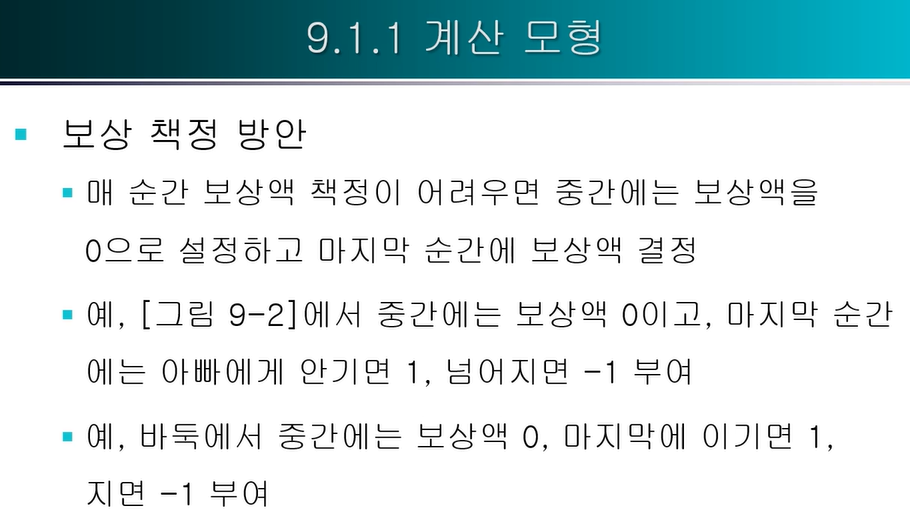 9.1.1 계산 모형
보상 책정 방안
매 순간 보상액 책정이 어려우면 중간에는 보상액을
0으로 설정하고 마지막 순간에 보상액 결정
예, [그림 9-2]에서 중간에는 보상액 0이고, 마지막 순간
에는 아빠에게 안기면 1, 넘어지면 -1 부여
예, 바둑에서 중간에는 보상액 0, 마지막에 이기면 1,
지면 -1 부여